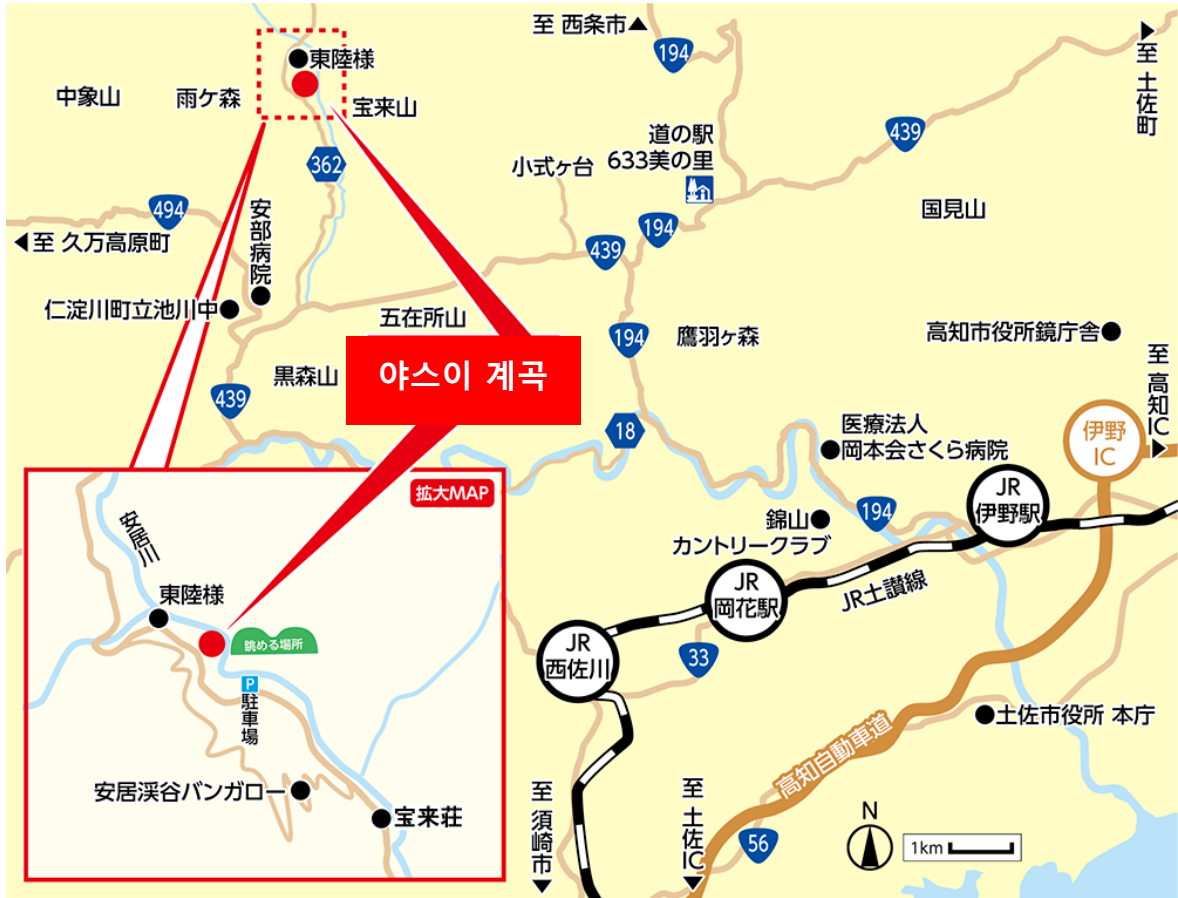 至 西条市▲
194
至 土佐町
東陸様
中象山
雨ケ森
宝来山
439
道の駅
633美の里
小式ヶ台
362
494
安部病院
国見山
194
439
◀至 久万高原町
仁淀川町立池川中
五在所山
194
鷹羽ヶ森
高知市役所鏡庁舎
至 高知IC
黒森山
야스이 계곡
439
18
医療法人
岡本会さくら病院
伊野
IC
拡大MAP
JR
伊野駅
194
錦山
カントリークラブ
安居川
JR
岡花駅
JR土讃線
東陸様
眺める場所
JR
西佐川
33
P
駐車場
土佐市役所 本庁
高知自動車道
安居渓谷バンガロー
宝来荘
至 須崎市
至 土佐IC
56
N
1km